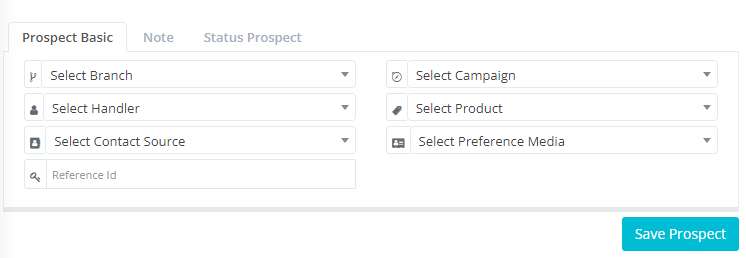 Prospect Basic Note Status Prospect
Select Branch Select Campaign
Select Handler Select Product
Select Contact Source Select Preference Media
Reference Id
Save Prospect